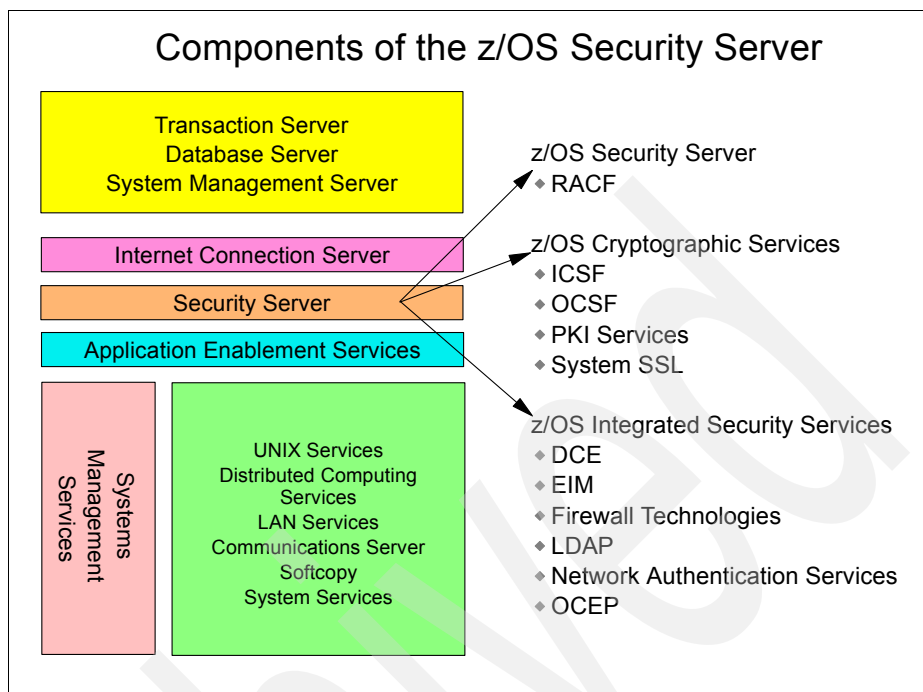 Components of the z/OS Security Server
Transaction Server
Database Server
System Management Server
Internet Connection Server
Security Server
Application Enablement Services
Systems
Management
Services
UNIX Services
Distributed Computing
Services
LAN Services
Communications Server
Softcopy
System Services
z/OS Security Server
RACF
z/OS Cryptographic Services
ICSF
OCSF
PKI Services
System SSL
z/OS Integrated Security Services
DCE
EIM
Firewall Technologies
LDAP
Network Authentication Services
OCEP